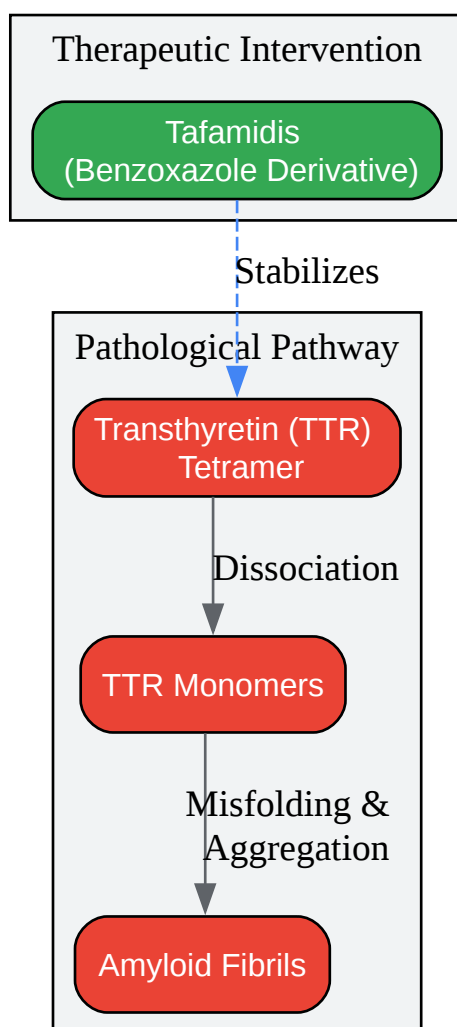 Therapeutic Intervention
Tafamidis
(Benzoxazole Derivative)
Stabilizes
Pathological Pathway
Transthyretin (TTR)
Tetramer
Dissociation
TTR Monomers
Misfolding &
Aggregation
Amyloid Fibrils